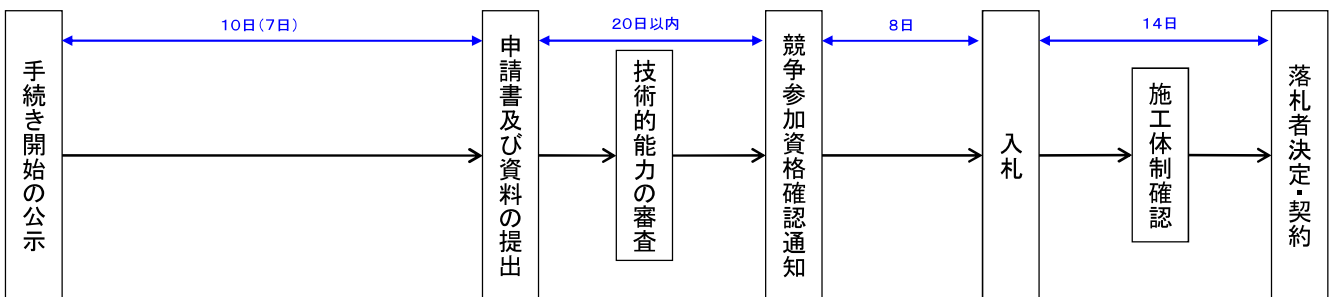 10日(7日)
20日以内
8日
14日
手続き開始の公示
申請書及び資料の提出
技術的能力の審査
競争参加資格確認通知
入札
施工体制確認
落札者決定・契約